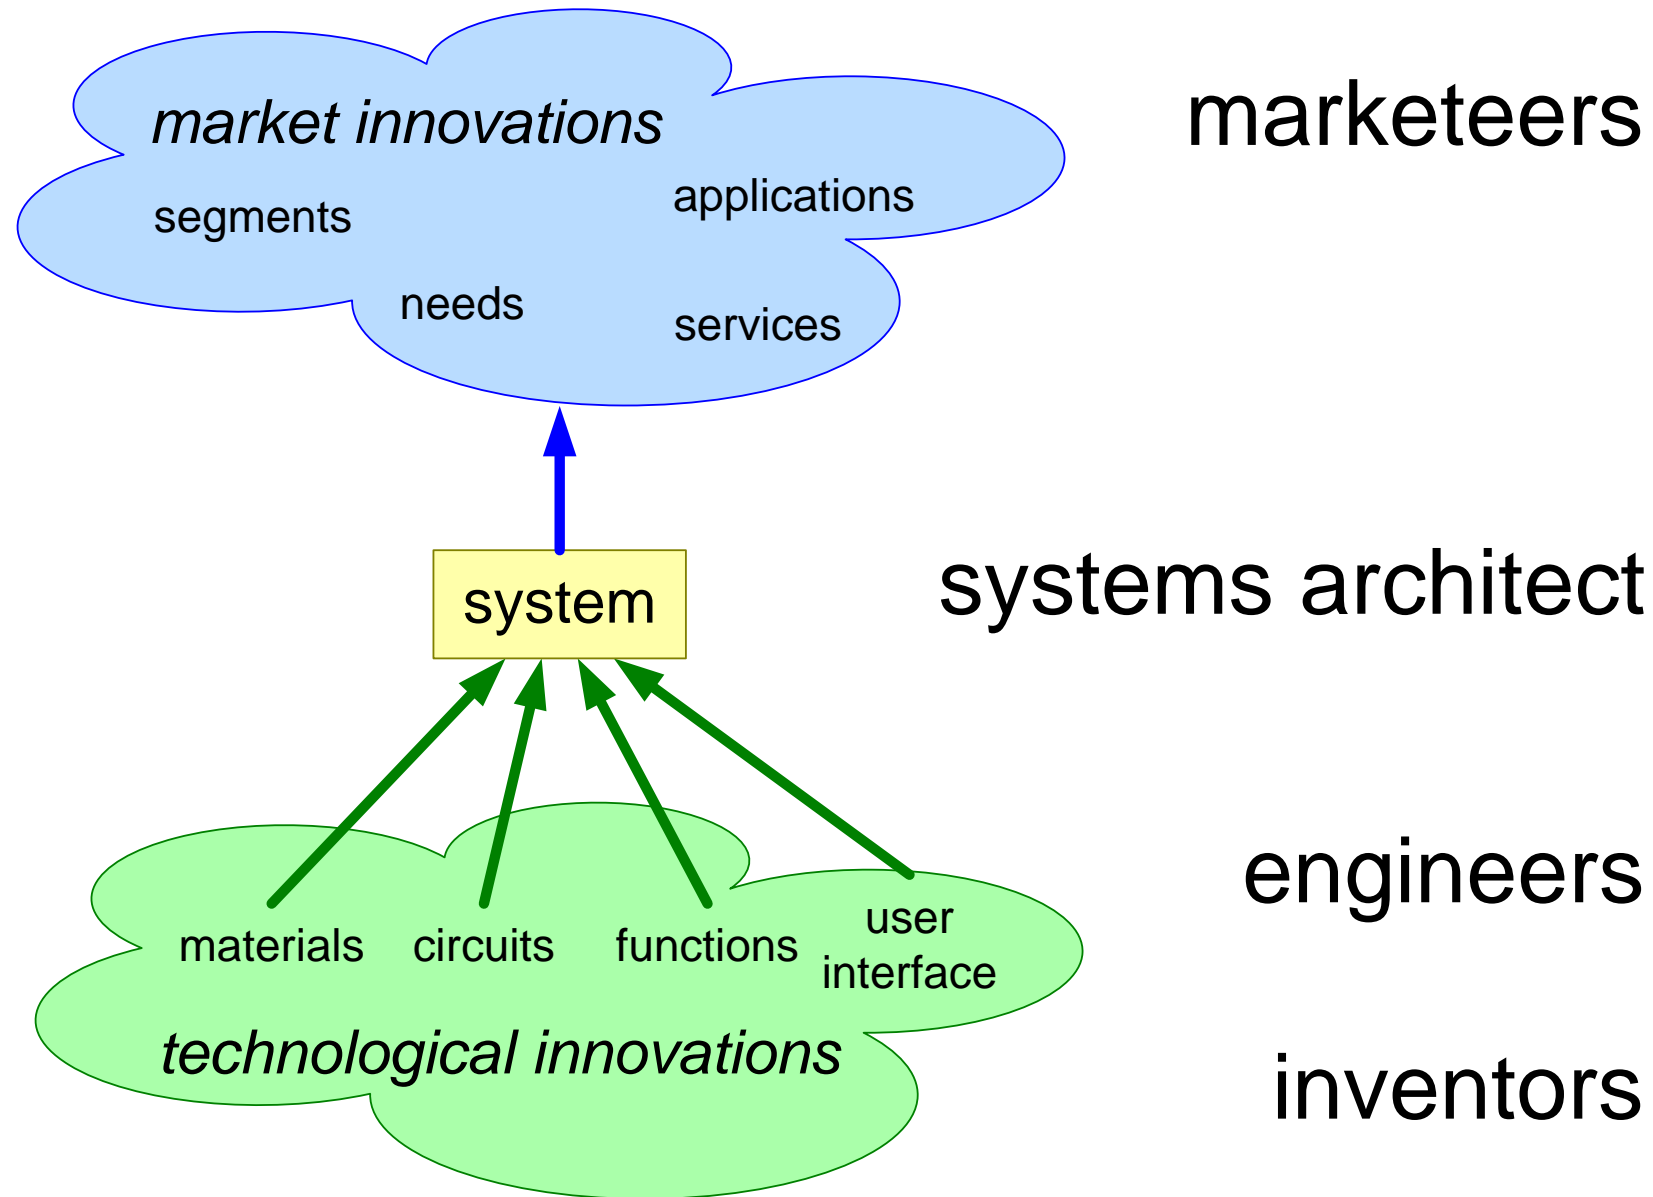 market innovations
marketeers
segments
applications
needs
services
system
systems architect
engineers
materials
circuits
functions
user
interface
technological innovations
inventors